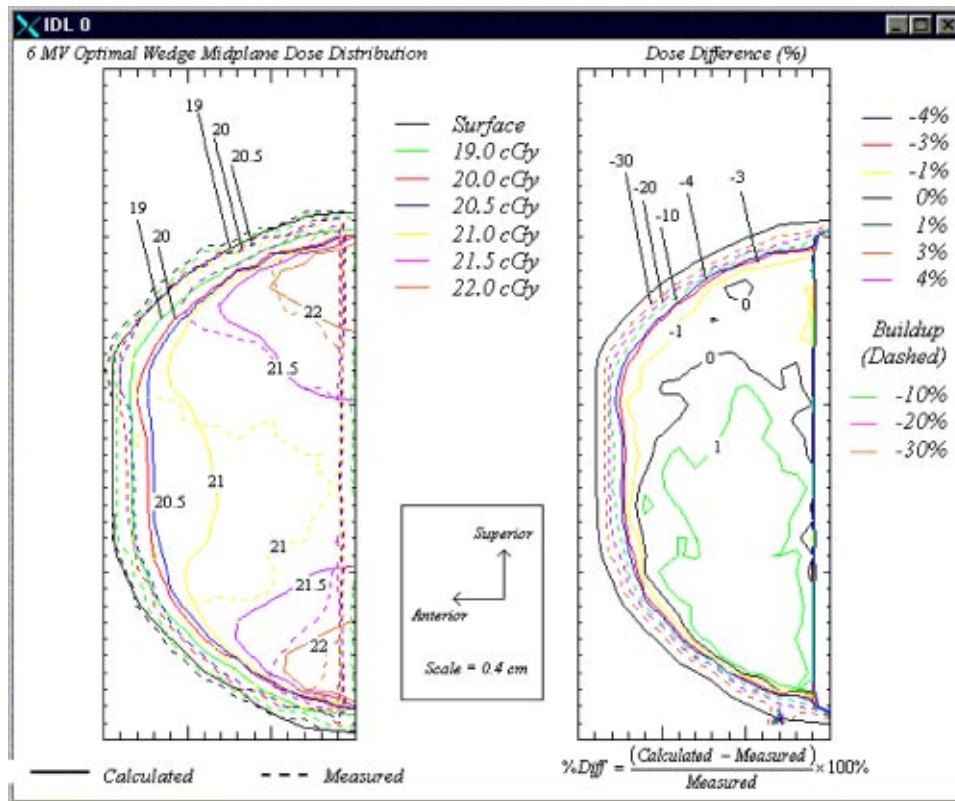 IDL 0
6 MV Optimal Wedge Midplane Dose Distribution
Dose Difference (%)
19
20
20.5
19
20
22
21.5
21
20.5
21
21.5
22
Surface
19.0 cGy
20.0 cGy
20.5 cGy
21.0 cGy
21.5 cGy
22.0 cGy
Superior
Anterior
Scale = 0.4 cm
-30
-20
-10
-4
-3
0
-1
0
1
0
-4%
-3%
-1%
0%
1%
3%
4%
Buildup
(Dashed)
-10%
-20%
-30%
Calculated
Measured
%Diff = (Calculated - Measured) / Measured ×100%